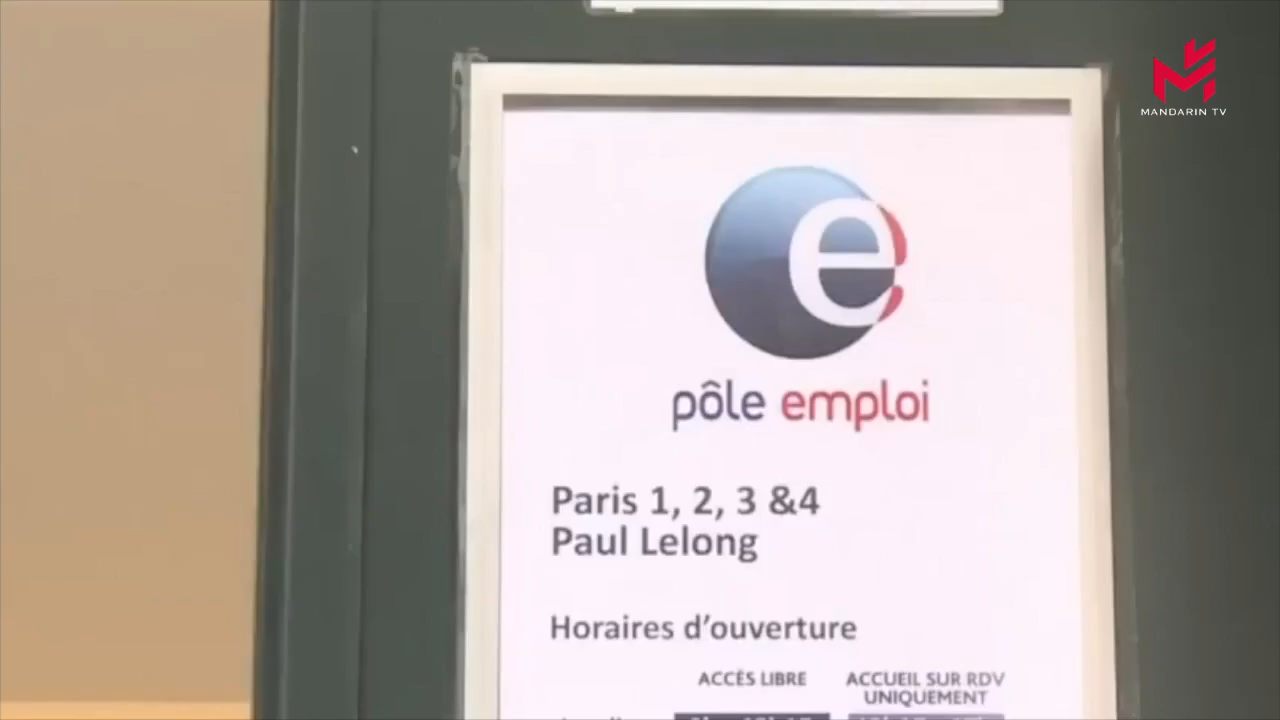 MANDARIN TV
e
pôle emploi
Paris 1, 2, 3 &4
Paul Lelong
Horaires d'ouverture
ACCÈS LIBRE
ACCUEIL SUR RDV
UNIQUEMENT